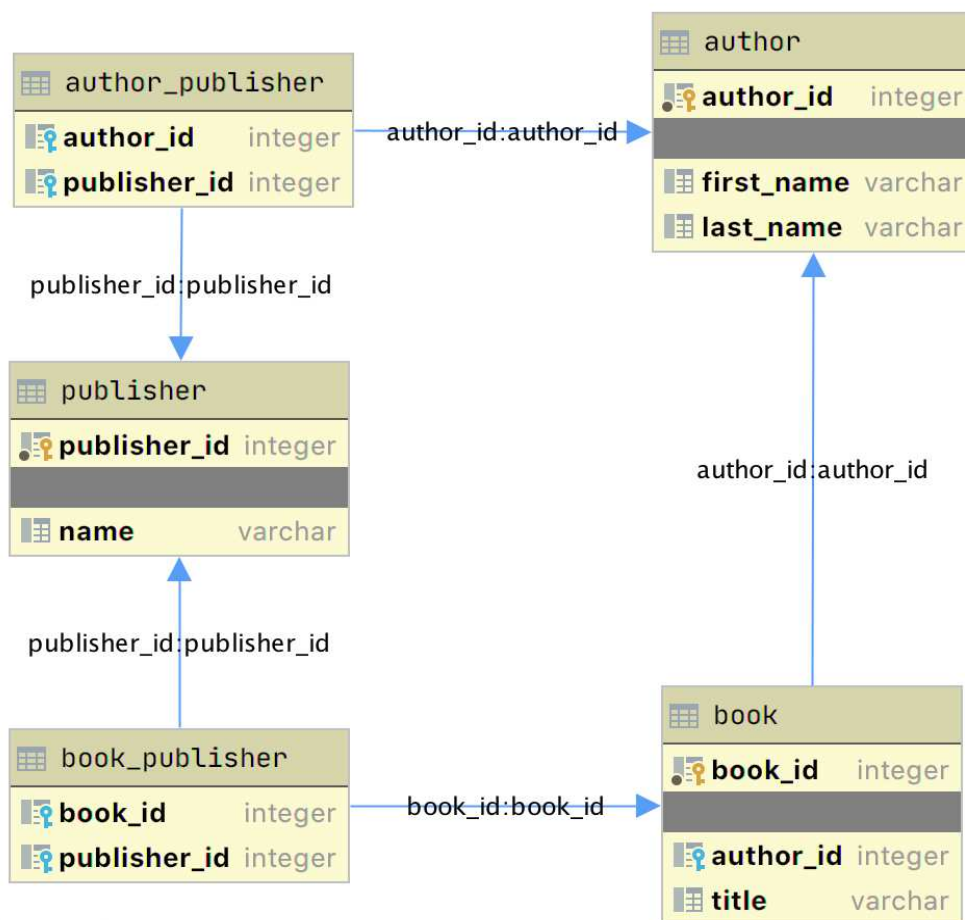 author_publisher
author_id integer
publisher_id integer
author_id:author_id
author
author_id integer
first_name varchar
last_name varchar
publisher_id:publisher_id
publisher
publisher_id integer
name varchar
author_id:author_id
publisher_id:publisher_id
book_publisher
book_id integer
publisher_id integer
book_id:book_id
book
book_id integer
author_id integer
title varchar